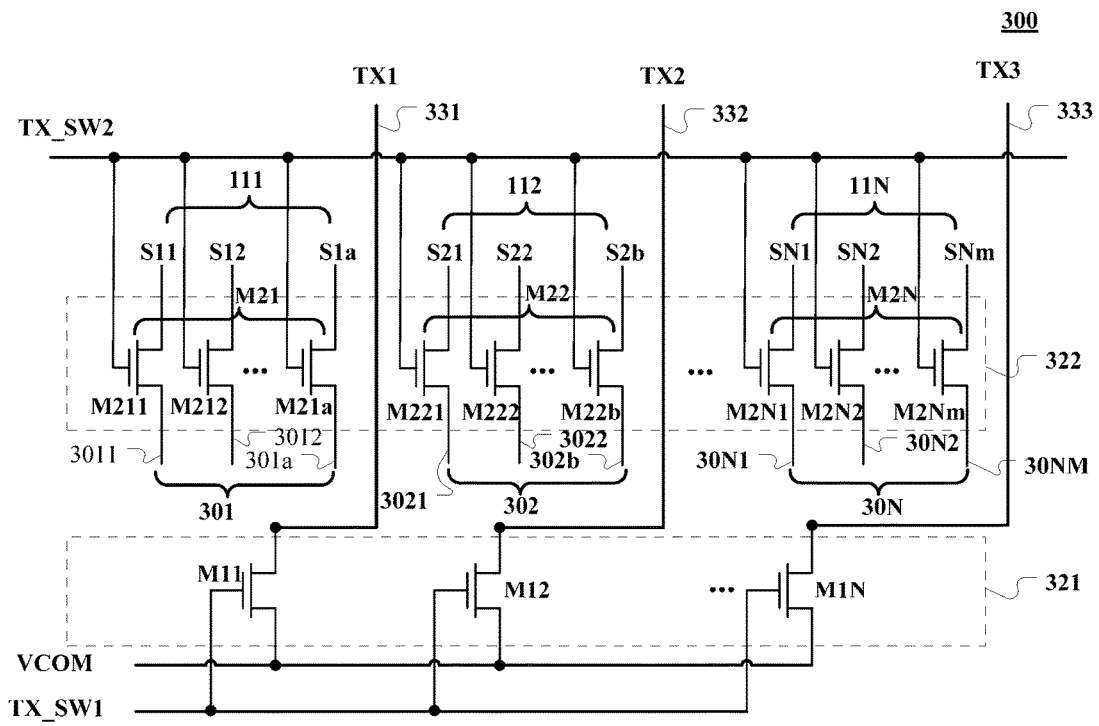 300
TX1 TX2 TX3
331 332 333
TX_SW2
111 112 11N
S11 S12 S1a S21 S22 S2b SN1 SN2 SNm
M21 M22 M2N
... ... ... ...
322
M211 M212 M21a M221 M222 M22b M2N1 M2N2 M2Nm
3011 3012 301a 3021 3022 302b 30N1 30N2 30NM
301 302 30N
M11 M12 ... M1N
321
VCOM
TX_SW1